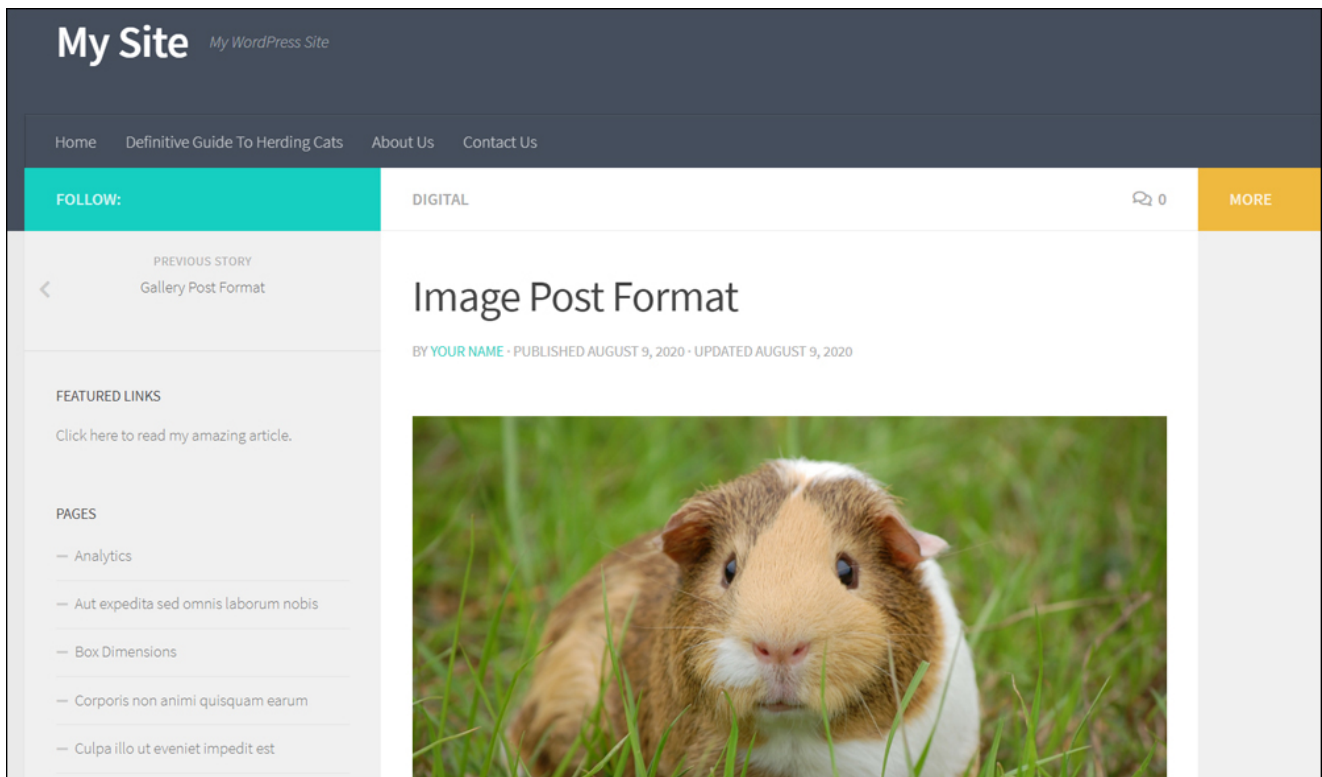 My Site My WordPress Site
Home Definitive Guide To Herding Cats About Us Contact Us
FOLLOW:
DIGITAL 0
MORE
PREVIOUS STORY
Gallery Post Format
Image Post Format
BY YOUR NAME · PUBLISHED AUGUST 9, 2020 · UPDATED AUGUST 9, 2020
FEATURED LINKS
Click here to read my amazing article.
PAGES
— Analytics
— Aut expedita sed omnis laborum nobis
— Box Dimensions
— Corporis non animi quisquam earum
— Culpa illo ut eveniet impedit est